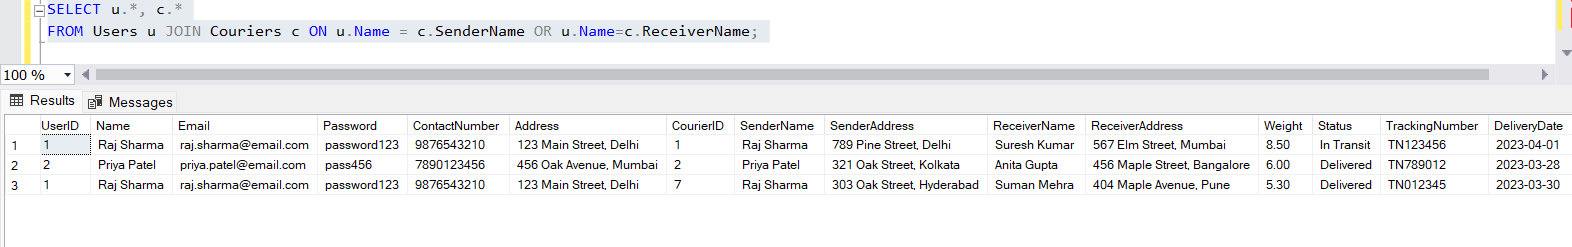 SELECT u.*, c.*
FROM Users u JOIN Couriers c ON u.Name = c.SenderName OR u.Name=c.ReceiverName;
100 %
Results Messages
UserID Name Email Password ContactNumber Address CourierID SenderName SenderAddress ReceiverName ReceiverAddress Weight Status TrackingNumber DeliveryDate
1 1 Raj Sharma raj.sharma@email.com password123 9876543210 123 Main Street, Delhi 1 Raj Sharma 789 Pine Street, Delhi Suresh Kumar 567 Elm Street, Mumbai 8.50 In Transit TN123456 2023-04-01
2 2 Priya Patel priya.patel@email.com pass456 7890123456 456 Oak Avenue, Mumbai 2 Priya Patel 321 Oak Street, Kolkata Anita Gupta 456 Maple Street, Bangalore 6.00 Delivered TN789012 2023-03-28
3 1 Raj Sharma raj.sharma@email.com password123 9876543210 123 Main Street, Delhi 7 Raj Sharma 303 Oak Street, Hyderabad Suman Mehra 404 Maple Avenue, Pune 5.30 Delivered TN012345 2023-03-30